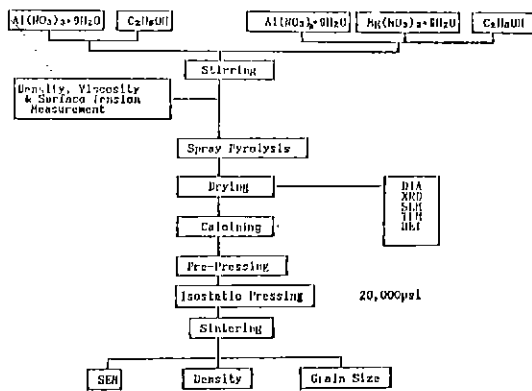 Al(NO3)3•9H2O C2H5OH Al(NO3)3•9H2O Mg(NO3)2•6H2O C2H5OH
Stirring
Density, Viscosity
& Surface Tension
Measurement
Spray Pyrolysis
Drying
DTA
XRD
SEM
TEM
BET
Calcining
Pre-Pressing
Isostatic Pressing 20,000psi
Sintering
SEM Density Grain Size